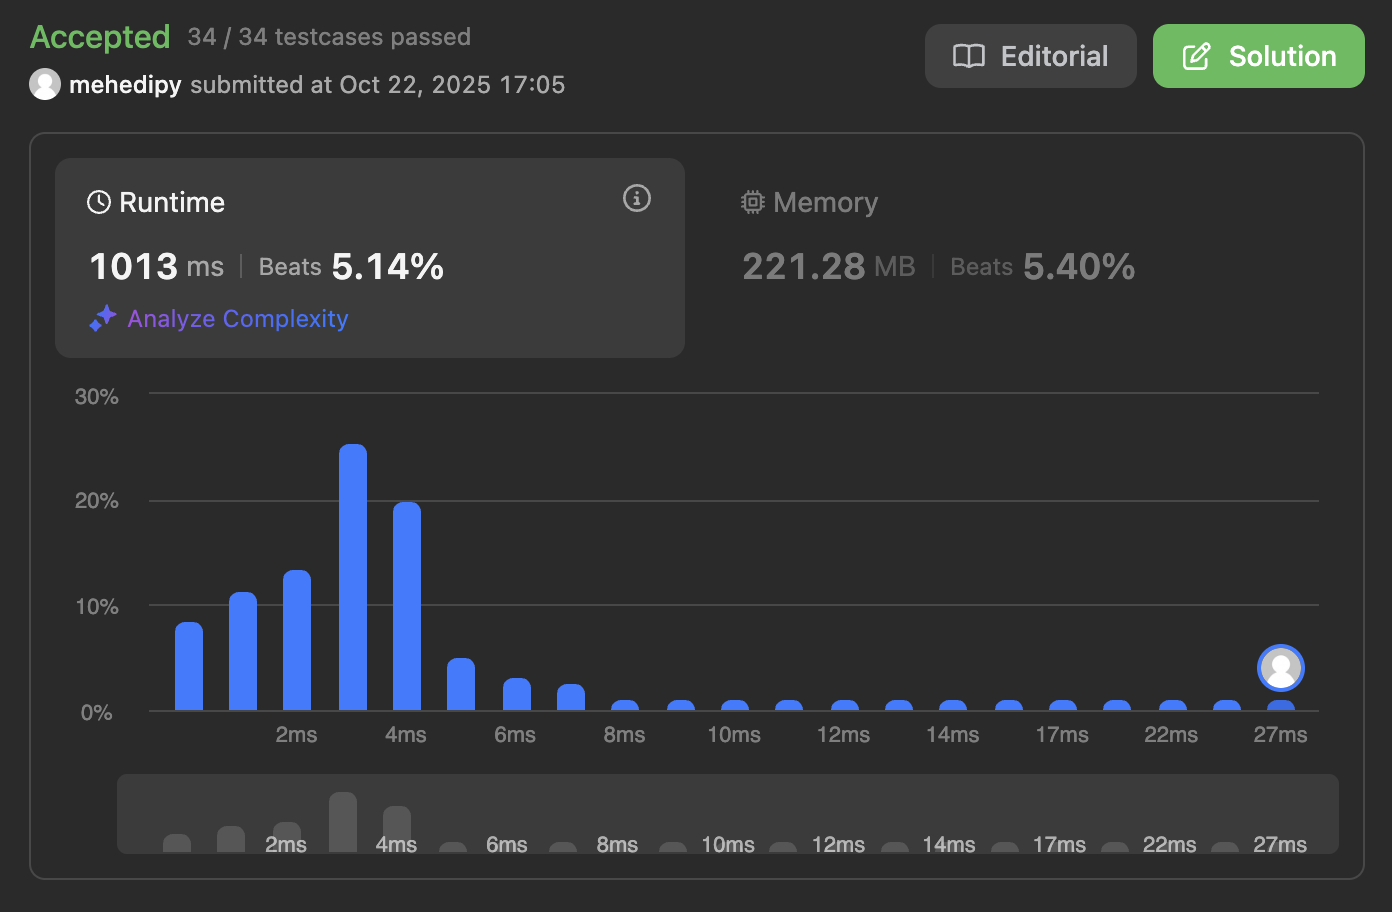 Accepted 34 / 34 testcases passed
mehedipy submitted at Oct 22, 2025 17:05
Editorial
Solution
Runtime
1013 ms | Beats 5.14%
Analyze Complexity
Memory
221.28 MB | Beats 5.40%
30%
20%
10%
0%
2ms 4ms 6ms 8ms 10ms 12ms 14ms 17ms 22ms 27ms
2ms 4ms 6ms 8ms 10ms 12ms 14ms 17ms 22ms 27ms